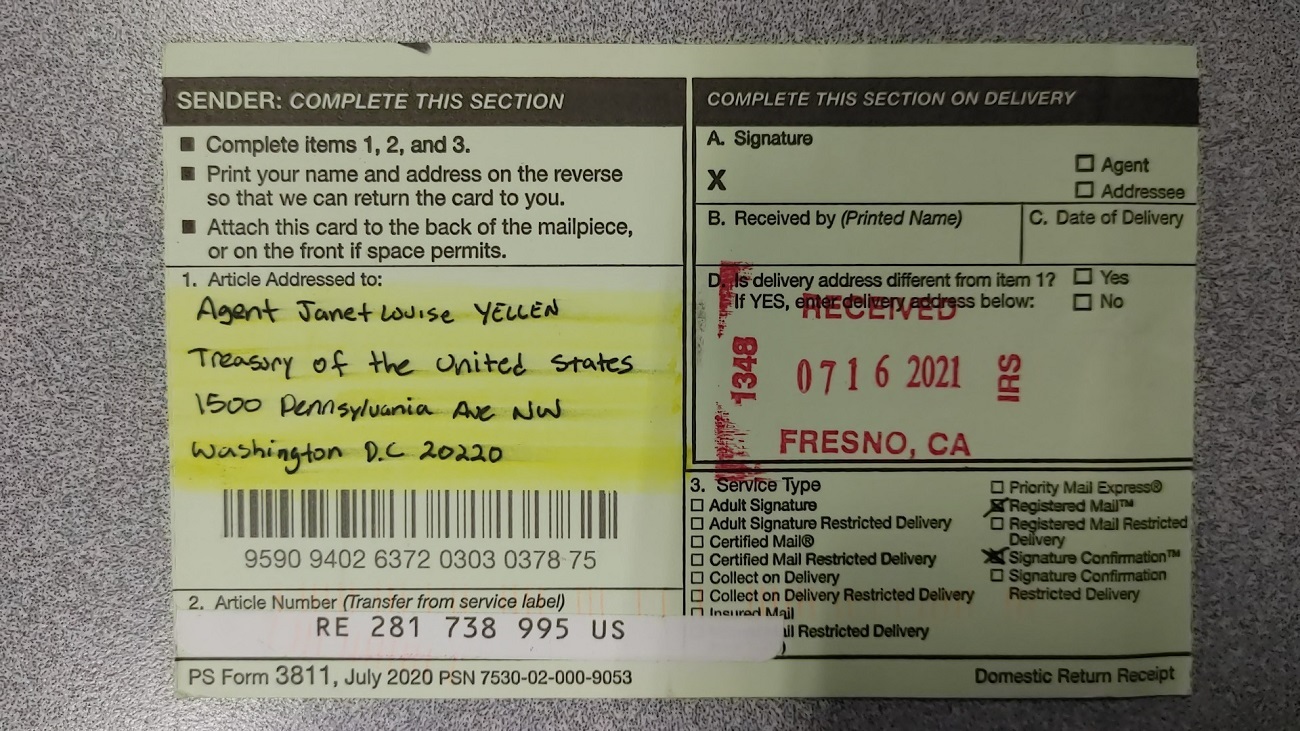 SENDER: COMPLETE THIS SECTION
Complete items 1, 2, and 3.
Print your name and address on the reverse
so that we can return the card to you.
Attach this card to the back of the mailpiece,
or on the front if space permits.
1. Article Addressed to:
Agent Janet Louise YELLEN
Treasury of the United States
1500 Pennsylvania Ave NW
Washington D.C 20220
9590 9402 6372 0303 0378 75
2. Article Number (Transfer from service label)
RE 281 738 995 US
COMPLETE THIS SECTION ON DELIVERY
A. Signature
X
Agent
Addressee
B. Received by (Printed Name)
C. Date of Delivery
D. Is delivery address different from item 1?
Yes
If YES, enter delivery address below:
No
RECEIVED
1348
07 16 2021
IRS
FRESNO, CA
3. Service Type
Adult Signature
Adult Signature Restricted Delivery
Certified Mail®
Certified Mail Restricted Delivery
Collect on Delivery
Collect on Delivery Restricted Delivery
Insured Mail
ail Restricted Delivery
)
Priority Mail Express®
Registered Mail™
Registered Mail Restricted
Delivery
Signature Confirmation™
Signature Confirmation
Restricted Delivery
PS Form 3811, July 2020 PSN 7530-02-000-9053
Domestic Return Receipt